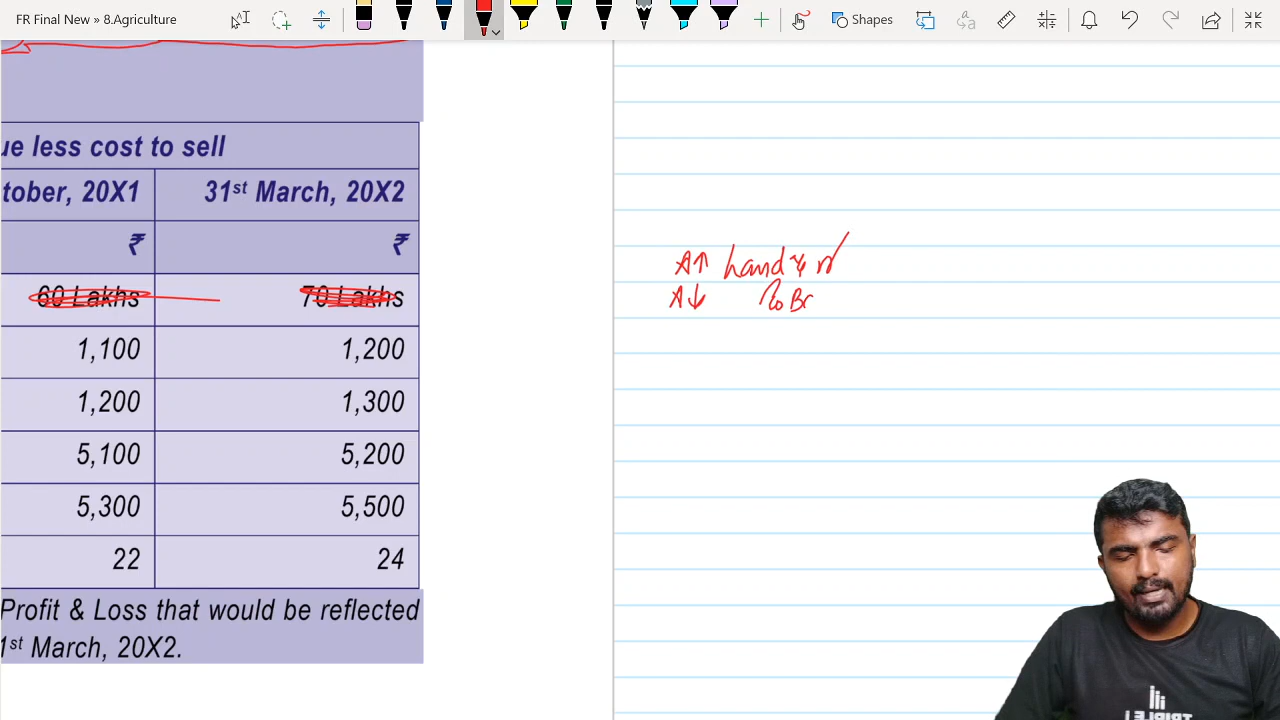 FR Final New » 8.Agriculture
Shapes
ue less cost to sell
tober, 20X1 31st March, 20X2
₹ ₹
60 Lakhs 70 Lakhs
1,100 1,200
1,200 1,300
5,100 5,200
5,300 5,500
22 24
Profit & Loss that would be reflected
1st March, 20X2.
A↑ hand
A↓ To Br